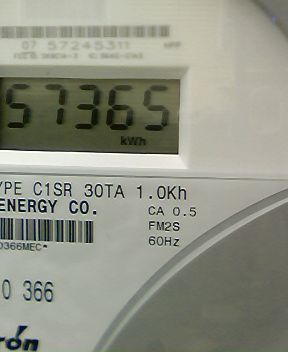 07 57245311
57365
kWh
YPE C1SR 30TA 1.0Kh
ENERGY CO.
CA 0.5
FM2S
60Hz
0366MEC*
0 366
rón